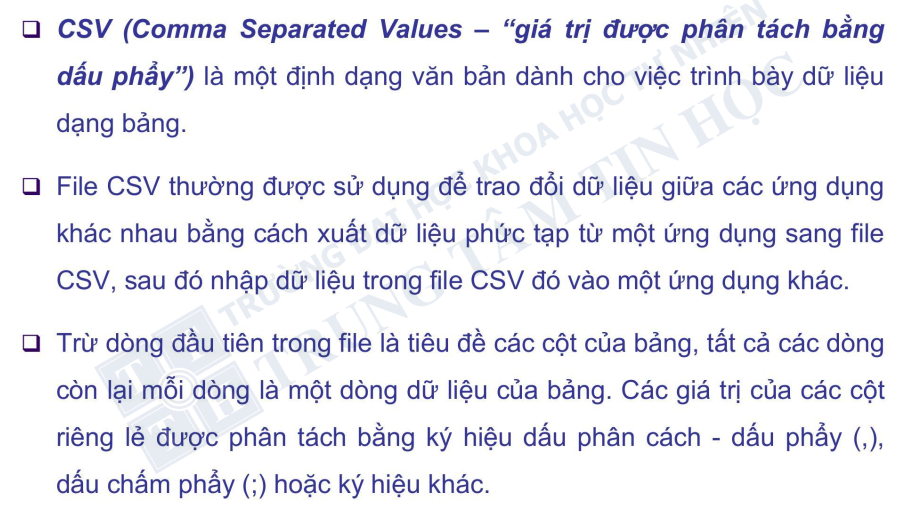 ❑ CSV (Comma Separated Values – “giá trị được phân tách bằng
dấu phẩy”) là một định dạng văn bản dành cho việc trình bày dữ liệu
dạng bảng.
❑ File CSV thường được sử dụng để trao đổi dữ liệu giữa các ứng dụng
khác nhau bằng cách xuất dữ liệu phức tạp từ một ứng dụng sang file
CSV, sau đó nhập dữ liệu trong file CSV đó vào một ứng dụng khác.
❑ Trừ dòng đầu tiên trong file là tiêu đề các cột của bảng, tất cả các dòng
còn lại mỗi dòng là một dòng dữ liệu của bảng. Các giá trị của các cột
riêng lẻ được phân tách bằng ký hiệu dấu phân cách - dấu phẩy (,),
dấu chấm phẩy (;) hoặc ký hiệu khác.
TRƯỜNG ĐẠI HỌC KHOA HỌC TỰ NHIÊN
TRUNG TÂM TIN HỌC